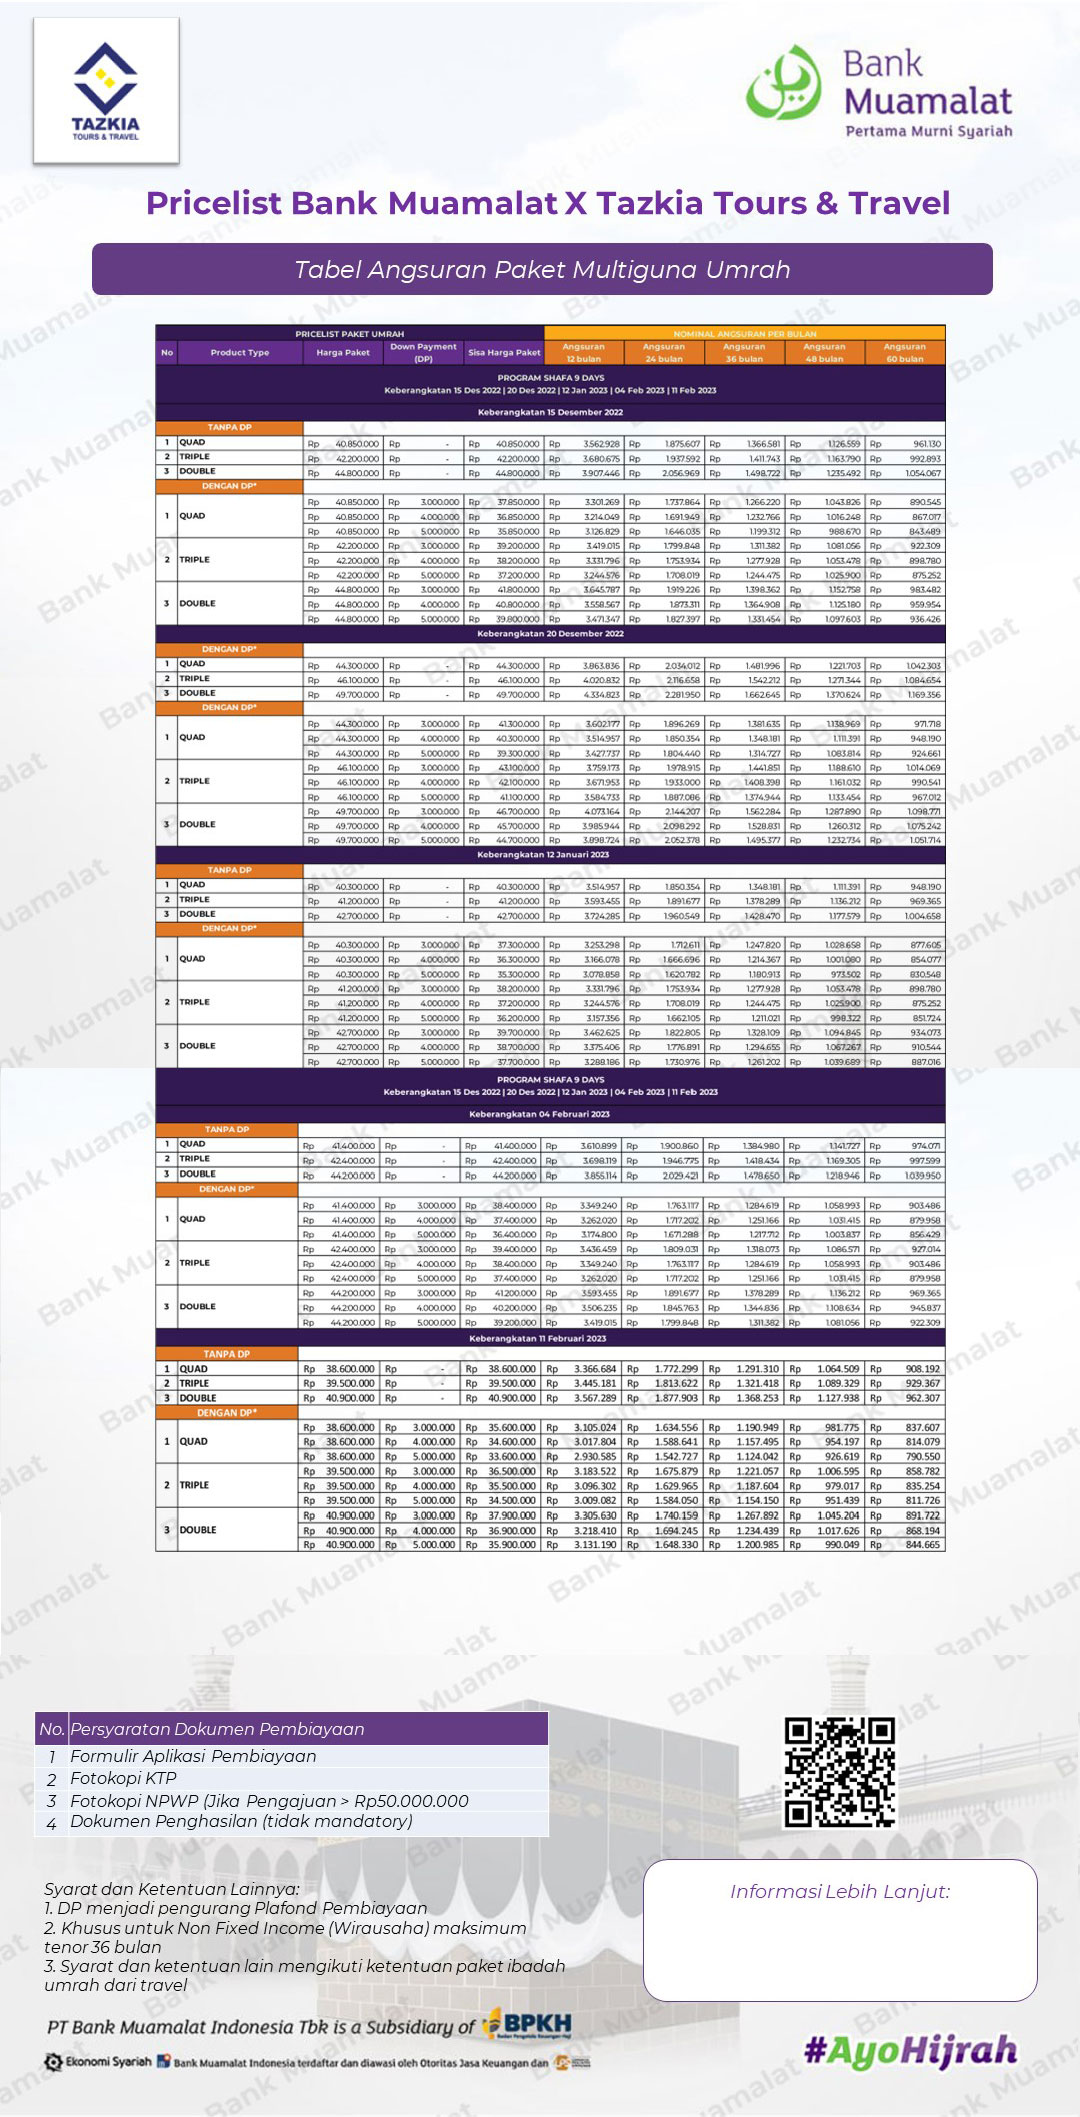 TAZKIA
TOURS & TRAVEL
Bank
Muamalat
Pertama Murni Syariah
Pricelist Bank Muamalat X Tazkia Tours & Travel
Tabel Angsuran Paket Multiguna Umrah
PRICELIST PAKET UMRAH NOMINAL ANGSURAN PER BULAN
No Product Type Harga Paket Down Payment (DP) Sisa Harga Paket Angsuran 12 bulan Angsuran 24 bulan Angsuran 36 bulan Angsuran 48 bulan Angsuran 60 bulan
PROGRAM SHAFA 9 DAYS
Keberangkatan 15 Des 2022 | 20 Des 2022 | 12 Jan 2023 | 04 Feb 2023 | 11 Feb 2023
Keberangkatan 15 Desember 2022
TANPA DP
1 QUAD Rp 40.850.000 Rp - Rp 40.850.000 Rp 3.562.928 Rp 1.875.607 Rp 1.366.581 Rp 1.126.559 Rp 961.130
2 TRIPLE Rp 42.200.000 Rp - Rp 42.200.000 Rp 3.680.675 Rp 1.937.592 Rp 1.411.743 Rp 1.163.790 Rp 992.893
3 DOUBLE Rp 44.800.000 Rp - Rp 44.800.000 Rp 3.907.446 Rp 2.056.969 Rp 1.498.722 Rp 1.235.492 Rp 1.054.067
DENGAN DP*
Rp 40.850.000 Rp 3.000.000 Rp 37.850.000 Rp 3.301.269 Rp 1.737.864 Rp 1.266.220 Rp 1.043.826 Rp 890.545
1 QUAD Rp 40.850.000 Rp 4.000.000 Rp 36.850.000 Rp 3.214.049 Rp 1.691.949 Rp 1.232.766 Rp 1.016.248 Rp 867.017
Rp 40.850.000 Rp 5.000.000 Rp 35.850.000 Rp 3.126.829 Rp 1.646.035 Rp 1.199.312 Rp 988.670 Rp 843.489
Rp 42.200.000 Rp 3.000.000 Rp 39.200.000 Rp 3.419.015 Rp 1.799.848 Rp 1.311.382 Rp 1.081.056 Rp 922.309
2 TRIPLE Rp 42.200.000 Rp 4.000.000 Rp 38.200.000 Rp 3.331.796 Rp 1.753.934 Rp 1.277.928 Rp 1.053.478 Rp 898.780
Rp 42.200.000 Rp 5.000.000 Rp 37.200.000 Rp 3.244.576 Rp 1.708.019 Rp 1.244.475 Rp 1.025.900 Rp 875.252
Rp 44.800.000 Rp 3.000.000 Rp 41.800.000 Rp 3.645.787 Rp 1.919.226 Rp 1.398.362 Rp 1.152.758 Rp 983.482
3 DOUBLE Rp 44.800.000 Rp 4.000.000 Rp 40.800.000 Rp 3.558.567 Rp 1.873.311 Rp 1.364.908 Rp 1.125.180 Rp 959.954
Rp 44.800.000 Rp 5.000.000 Rp 39.800.000 Rp 3.471.347 Rp 1.827.397 Rp 1.331.454 Rp 1.097.603 Rp 936.426
Keberangkatan 20 Desember 2022
DENGAN DP*
1 QUAD Rp 44.300.000 Rp - Rp 44.300.000 Rp 3.863.836 Rp 2.034.012 Rp 1.481.996 Rp 1.221.703 Rp 1.042.303
2 TRIPLE Rp 46.100.000 Rp - Rp 46.100.000 Rp 4.020.832 Rp 2.116.658 Rp 1.542.212 Rp 1.271.344 Rp 1.084.654
3 DOUBLE Rp 49.700.000 Rp - Rp 49.700.000 Rp 4.334.823 Rp 2.281.950 Rp 1.662.645 Rp 1.370.624 Rp 1.169.356
DENGAN DP*
Rp 44.300.000 Rp 3.000.000 Rp 41.300.000 Rp 3.602.177 Rp 1.896.269 Rp 1.381.635 Rp 1.138.969 Rp 971.718
1 QUAD Rp 44.300.000 Rp 4.000.000 Rp 40.300.000 Rp 3.514.957 Rp 1.850.354 Rp 1.348.181 Rp 1.111.391 Rp 948.190
Rp 44.300.000 Rp 5.000.000 Rp 39.300.000 Rp 3.427.737 Rp 1.804.440 Rp 1.314.727 Rp 1.083.814 Rp 924.661
Rp 46.100.000 Rp 3.000.000 Rp 43.100.000 Rp 3.759.173 Rp 1.978.915 Rp 1.441.851 Rp 1.188.610 Rp 1.014.069
2 TRIPLE Rp 46.100.000 Rp 4.000.000 Rp 42.100.000 Rp 3.671.953 Rp 1.933.000 Rp 1.408.398 Rp 1.161.032 Rp 990.541
Rp 46.100.000 Rp 5.000.000 Rp 41.100.000 Rp 3.584.733 Rp 1.887.086 Rp 1.374.944 Rp 1.133.454 Rp 967.012
Rp 49.700.000 Rp 3.000.000 Rp 46.700.000 Rp 4.073.164 Rp 2.144.207 Rp 1.562.284 Rp 1.287.890 Rp 1.098.771
3 DOUBLE Rp 49.700.000 Rp 4.000.000 Rp 45.700.000 Rp 3.985.944 Rp 2.098.292 Rp 1.528.831 Rp 1.260.312 Rp 1.075.242
Rp 49.700.000 Rp 5.000.000 Rp 44.700.000 Rp 3.898.724 Rp 2.052.378 Rp 1.495.377 Rp 1.232.734 Rp 1.051.714
Keberangkatan 12 Januari 2023
TANPA DP
1 QUAD Rp 40.300.000 Rp - Rp 40.300.000 Rp 3.514.957 Rp 1.850.354 Rp 1.348.181 Rp 1.111.391 Rp 948.190
2 TRIPLE Rp 41.200.000 Rp - Rp 41.200.000 Rp 3.593.455 Rp 1.891.677 Rp 1.378.289 Rp 1.136.212 Rp 969.365
3 DOUBLE Rp 42.700.000 Rp - Rp 42.700.000 Rp 3.724.285 Rp 1.960.549 Rp 1.428.470 Rp 1.177.579 Rp 1.004.658
DENGAN DP*
Rp 40.300.000 Rp 3.000.000 Rp 37.300.000 Rp 3.253.298 Rp 1.712.611 Rp 1.247.820 Rp 1.028.658 Rp 877.605
1 QUAD Rp 40.300.000 Rp 4.000.000 Rp 36.300.000 Rp 3.166.078 Rp 1.666.696 Rp 1.214.367 Rp 1.001.080 Rp 854.077
Rp 40.300.000 Rp 5.000.000 Rp 35.300.000 Rp 3.078.858 Rp 1.620.782 Rp 1.180.913 Rp 973.502 Rp 830.548
Rp 41.200.000 Rp 3.000.000 Rp 38.200.000 Rp 3.331.796 Rp 1.753.934 Rp 1.277.928 Rp 1.053.478 Rp 898.780
2 TRIPLE Rp 41.200.000 Rp 4.000.000 Rp 37.200.000 Rp 3.244.576 Rp 1.708.019 Rp 1.244.475 Rp 1.025.900 Rp 875.252
Rp 41.200.000 Rp 5.000.000 Rp 36.200.000 Rp 3.157.356 Rp 1.662.105 Rp 1.211.021 Rp 998.322 Rp 851.724
Rp 42.700.000 Rp 3.000.000 Rp 39.700.000 Rp 3.462.625 Rp 1.822.805 Rp 1.328.109 Rp 1.094.845 Rp 934.073
3 DOUBLE Rp 42.700.000 Rp 4.000.000 Rp 38.700.000 Rp 3.375.406 Rp 1.776.891 Rp 1.294.655 Rp 1.067.267 Rp 910.544
Rp 42.700.000 Rp 5.000.000 Rp 37.700.000 Rp 3.288.186 Rp 1.730.976 Rp 1.261.202 Rp 1.039.689 Rp 887.016
PROGRAM SHAFA 9 DAYS
Keberangkatan 15 Des 2022 | 20 Des 2022 | 12 Jan 2023 | 04 Feb 2023 | 11 Feb 2023
Keberangkatan 04 Februari 2023
TANPA DP
1 QUAD Rp 41.400.000 Rp - Rp 41.400.000 Rp 3.610.899 Rp 1.900.860 Rp 1.384.980 Rp 1.141.727 Rp 974.071
2 TRIPLE Rp 42.400.000 Rp - Rp 42.400.000 Rp 3.698.119 Rp 1.946.775 Rp 1.418.434 Rp 1.169.305 Rp 997.599
3 DOUBLE Rp 44.200.000 Rp - Rp 44.200.000 Rp 3.855.114 Rp 2.029.421 Rp 1.478.650 Rp 1.218.946 Rp 1.039.950
DENGAN DP*
Rp 41.400.000 Rp 3.000.000 Rp 38.400.000 Rp 3.349.240 Rp 1.763.117 Rp 1.284.619 Rp 1.058.993 Rp 903.486
1 QUAD Rp 41.400.000 Rp 4.000.000 Rp 37.400.000 Rp 3.262.020 Rp 1.717.202 Rp 1.251.166 Rp 1.031.415 Rp 879.958
Rp 41.400.000 Rp 5.000.000 Rp 36.400.000 Rp 3.174.800 Rp 1.671.288 Rp 1.217.712 Rp 1.003.837 Rp 856.429
Rp 42.400.000 Rp 3.000.000 Rp 39.400.000 Rp 3.436.459 Rp 1.809.031 Rp 1.318.073 Rp 1.086.571 Rp 927.014
2 TRIPLE Rp 42.400.000 Rp 4.000.000 Rp 38.400.000 Rp 3.349.240 Rp 1.763.117 Rp 1.284.619 Rp 1.058.993 Rp 903.486
Rp 42.400.000 Rp 5.000.000 Rp 37.400.000 Rp 3.262.020 Rp 1.717.202 Rp 1.251.166 Rp 1.031.415 Rp 879.958
Rp 44.200.000 Rp 3.000.000 Rp 41.200.000 Rp 3.593.455 Rp 1.891.677 Rp 1.378.289 Rp 1.136.212 Rp 969.365
3 DOUBLE Rp 44.200.000 Rp 4.000.000 Rp 40.200.000 Rp 3.506.235 Rp 1.845.763 Rp 1.344.836 Rp 1.108.634 Rp 945.837
Rp 44.200.000 Rp 5.000.000 Rp 39.200.000 Rp 3.419.015 Rp 1.799.848 Rp 1.311.382 Rp 1.081.056 Rp 922.309
Keberangkatan 11 Februari 2023
TANPA DP
1 QUAD Rp 38.600.000 Rp - Rp 38.600.000 Rp 3.366.684 Rp 1.772.299 Rp 1.291.310 Rp 1.064.509 Rp 908.192
2 TRIPLE Rp 39.500.000 Rp - Rp 39.500.000 Rp 3.445.181 Rp 1.813.622 Rp 1.321.418 Rp 1.089.329 Rp 929.367
3 DOUBLE Rp 40.900.000 Rp - Rp 40.900.000 Rp 3.567.289 Rp 1.877.903 Rp 1.368.253 Rp 1.127.938 Rp 962.307
DENGAN DP*
Rp 38.600.000 Rp 3.000.000 Rp 35.600.000 Rp 3.105.024 Rp 1.634.556 Rp 1.190.949 Rp 981.775 Rp 837.607
1 QUAD Rp 38.600.000 Rp 4.000.000 Rp 34.600.000 Rp 3.017.804 Rp 1.588.641 Rp 1.157.495 Rp 954.197 Rp 814.079
Rp 38.600.000 Rp 5.000.000 Rp 33.600.000 Rp 2.930.585 Rp 1.542.727 Rp 1.124.042 Rp 926.619 Rp 790.550
Rp 39.500.000 Rp 3.000.000 Rp 36.500.000 Rp 3.183.522 Rp 1.675.879 Rp 1.221.057 Rp 1.006.595 Rp 858.782
2 TRIPLE Rp 39.500.000 Rp 4.000.000 Rp 35.500.000 Rp 3.096.302 Rp 1.629.965 Rp 1.187.604 Rp 979.017 Rp 835.254
Rp 39.500.000 Rp 5.000.000 Rp 34.500.000 Rp 3.009.082 Rp 1.584.050 Rp 1.154.150 Rp 951.439 Rp 811.726
Rp 40.900.000 Rp 3.000.000 Rp 37.900.000 Rp 3.305.630 Rp 1.740.159 Rp 1.267.892 Rp 1.045.204 Rp 891.722
3 DOUBLE Rp 40.900.000 Rp 4.000.000 Rp 36.900.000 Rp 3.218.410 Rp 1.694.245 Rp 1.234.439 Rp 1.017.626 Rp 868.194
Rp 40.900.000 Rp 5.000.000 Rp 35.900.000 Rp 3.131.190 Rp 1.648.330 Rp 1.200.985 Rp 990.049 Rp 844.665
No. Persyaratan Dokumen Pembiayaan
1 Formulir Aplikasi Pembiayaan
2 Fotokopi KTP
3 Fotokopi NPWP (Jika Pengajuan > Rp50.000.000
4 Dokumen Penghasilan (tidak mandatory)
Syarat dan Ketentuan Lainnya:
1. DP menjadi pengurang Plafond Pembiayaan
2. Khusus untuk Non Fixed Income (Wirausaha) maksimum
tenor 36 bulan
3. Syarat dan ketentuan lain mengikuti ketentuan paket ibadah
umrah dari travel
Informasi Lebih Lanjut:
PT Bank Muamalat Indonesia Tbk is a Subsidiary of BPKH
Ekonomi Syariah Bank Muamalat Indonesia terdaftar dan diawasi oleh Otoritas Jasa Keuangan dan
#AyoHijrah